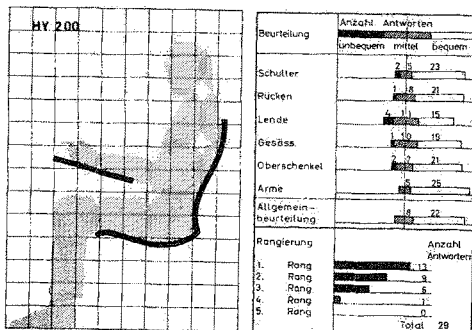 HY 200
Beurteilung
Anzahl Antworten
unbequem mittel bequem
Schulter 2 5 23
Rücken 1 8 21
Lende 4 11 15
Gesäss 1 10 19
Oberschenkel 2 21
Arme 5 25
Allgemein-
beurteilung 8 22
Rangierung Anzahl
Antworten
1. Rang 13
2. Rang 9
3. Rang 6
4. Rang 1
5. Rang 0
Total 29